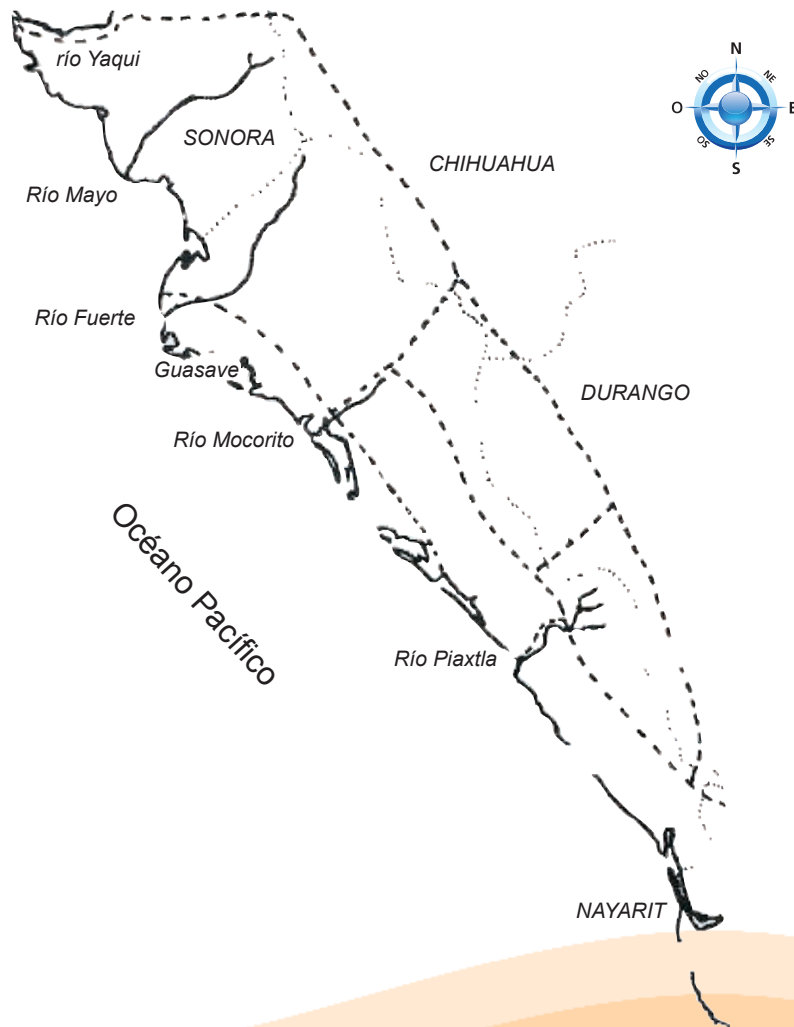 río Yaqui
N
NO
NE
O
E
SO
SE
S
SONORA
CHIHUAHUA
Río Mayo
Río Fuerte
Guasave
DURANGO
Río Mocorito
Océano Pacífico
Río Piaxtla
NAYARIT